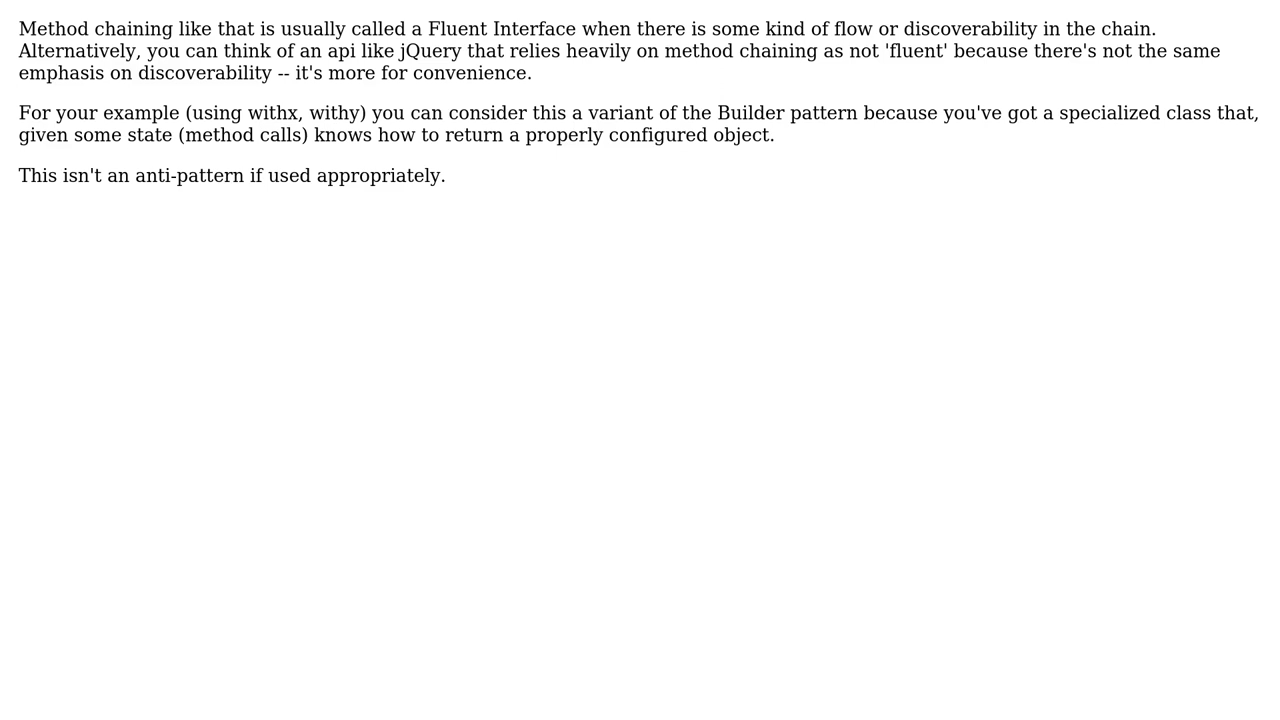 Method chaining like that is usually called a Fluent Interface when there is some kind of flow or discoverability in the chain.
Alternatively, you can think of an api like jQuery that relies heavily on method chaining as not 'fluent' because there's not the same
emphasis on discoverability -- it's more for convenience.
For your example (using withx, withy) you can consider this a variant of the Builder pattern because you've got a specialized class that,
given some state (method calls) knows how to return a properly configured object.
This isn't an anti-pattern if used appropriately.